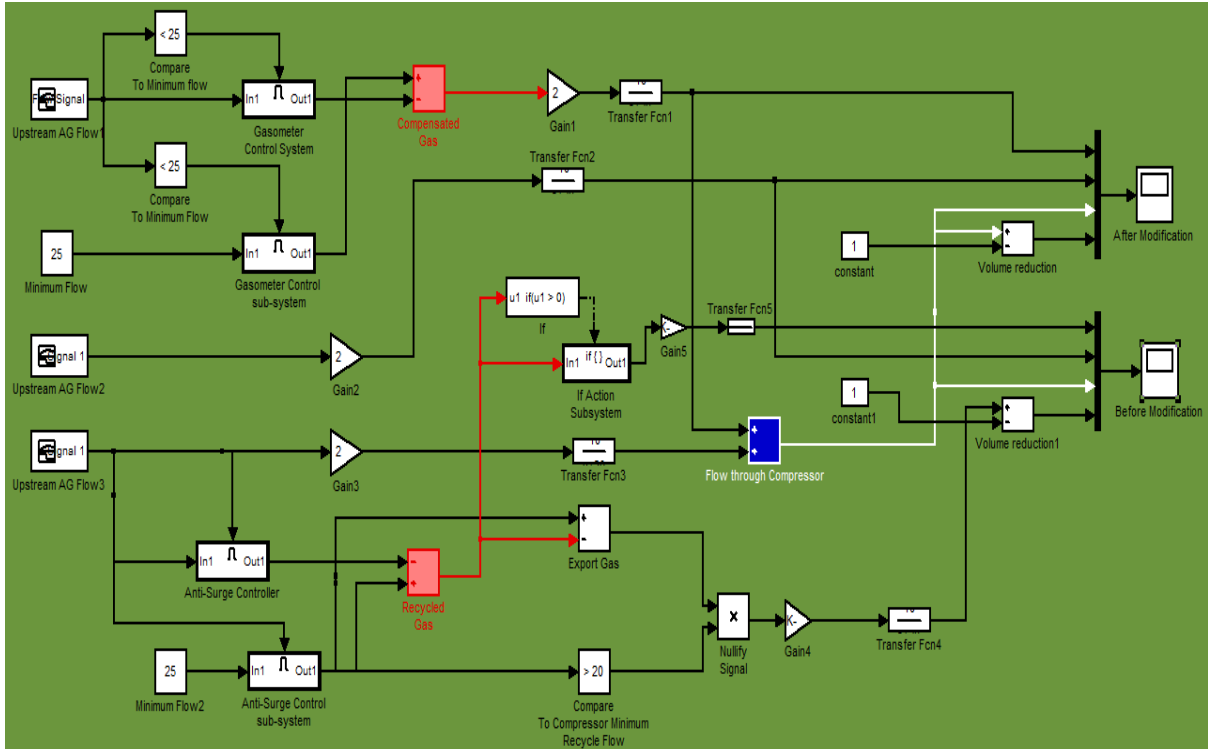 < 25
Compare
To Minimum flow
Signal
Upstream AG Flow1
In1 Out1
Gasometer
Control System
+
-
Compensated
Gas
2
Gain1
Transfer Fcn1
< 25
Compare
To Minimum Flow
Transfer Fcn2
25
Minimum Flow
In1 Out1
Gasometer Control
sub-system
1
constant
+
-
Volume reduction
After Modification
u1 if(u1 > 0)
If
In1 if { } Out1
If Action
Subsystem
K-
Gain5
Transfer Fcn5
Signal 1
Upstream AG Flow2
2
Gain2
1
constant1
+
-
Volume reduction1
Before Modification
Signal 1
Upstream AG Flow3
2
Gain3
Transfer Fcn3
+
+
Flow through Compressor
In1 Out1
Anti-Surge Controller
-
+
Recycled
Gas
+
-
Export Gas
×
Nullify
Signal
K-
Gain4
Transfer Fcn4
25
Minimum Flow2
In1 Out1
Anti-Surge Control
sub-system
> 20
Compare
To Compressor Minimum
Recycle Flow